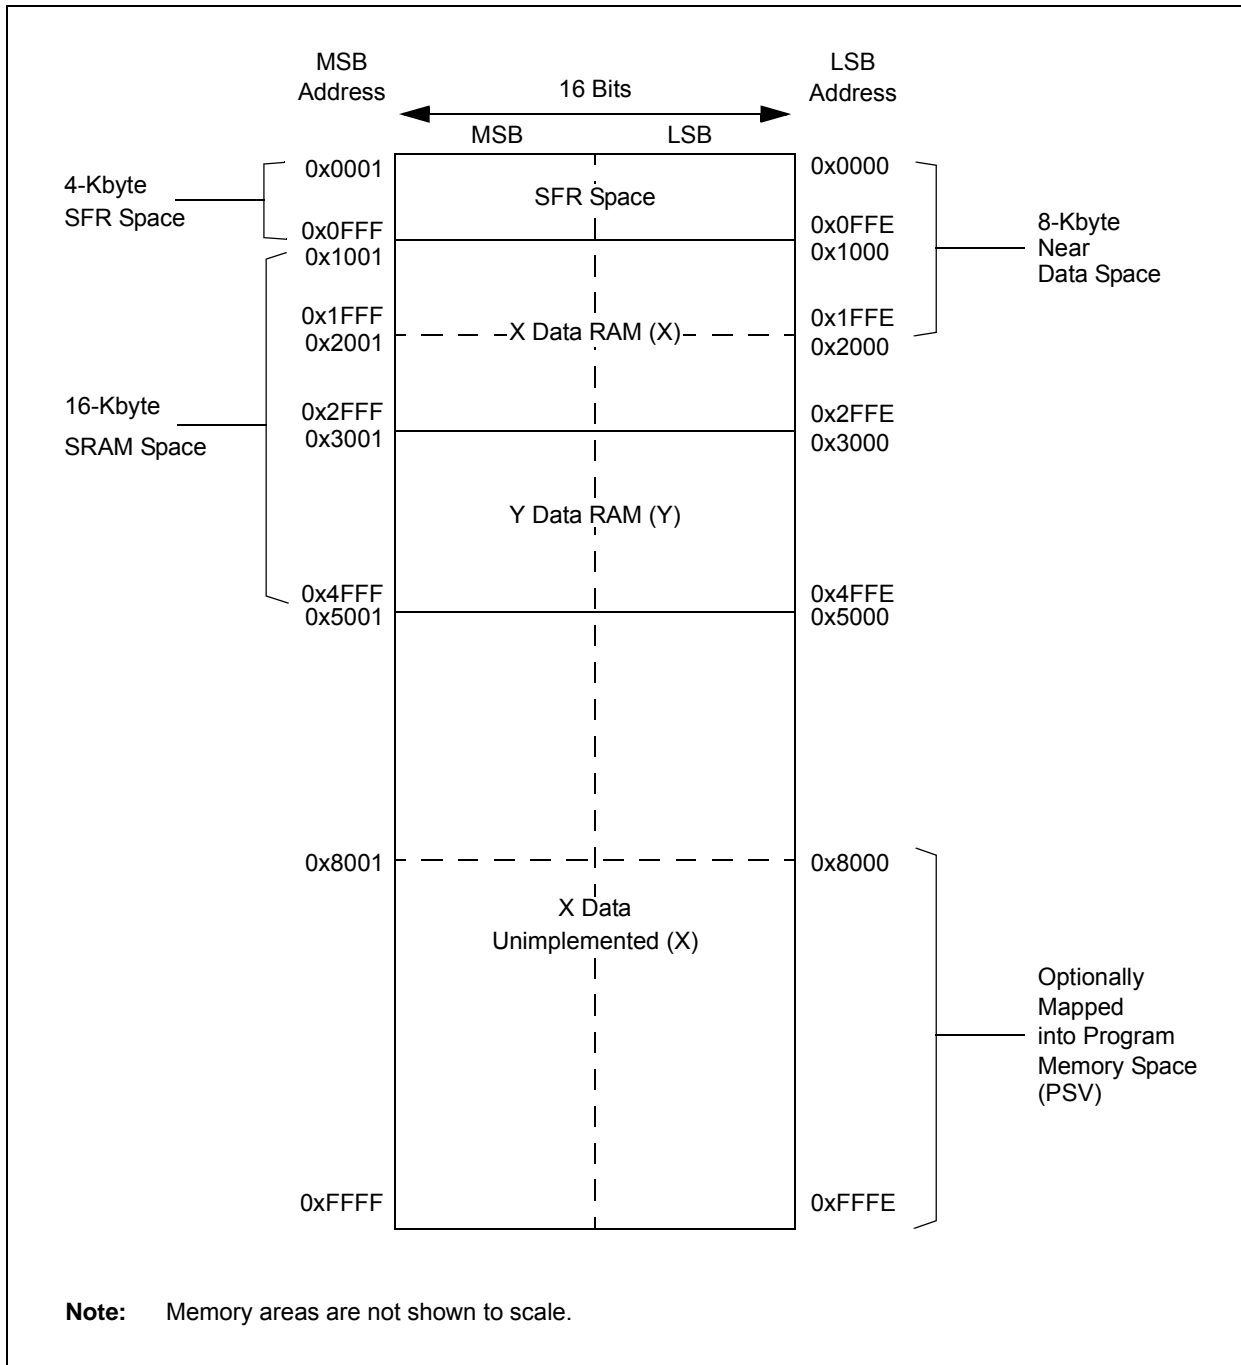 MSB
Address
16 Bits
LSB
Address
MSB
LSB
4-Kbyte
SFR Space
0x0001
0x0FFF
0x1001
SFR Space
0x0000
0x0FFE
0x1000
8-Kbyte
Near
Data Space
0x1FFF
0x2001
X Data RAM (X)
0x1FFE
0x2000
16-Kbyte
SRAM Space
0x2FFF
0x3001
0x2FFE
0x3000
Y Data RAM (Y)
0x4FFF
0x5001
0x4FFE
0x5000
0x8001
0x8000
X Data
Unimplemented (X)
Optionally
Mapped
into Program
Memory Space
(PSV)
0xFFFF
0xFFFE
Note: Memory areas are not shown to scale.